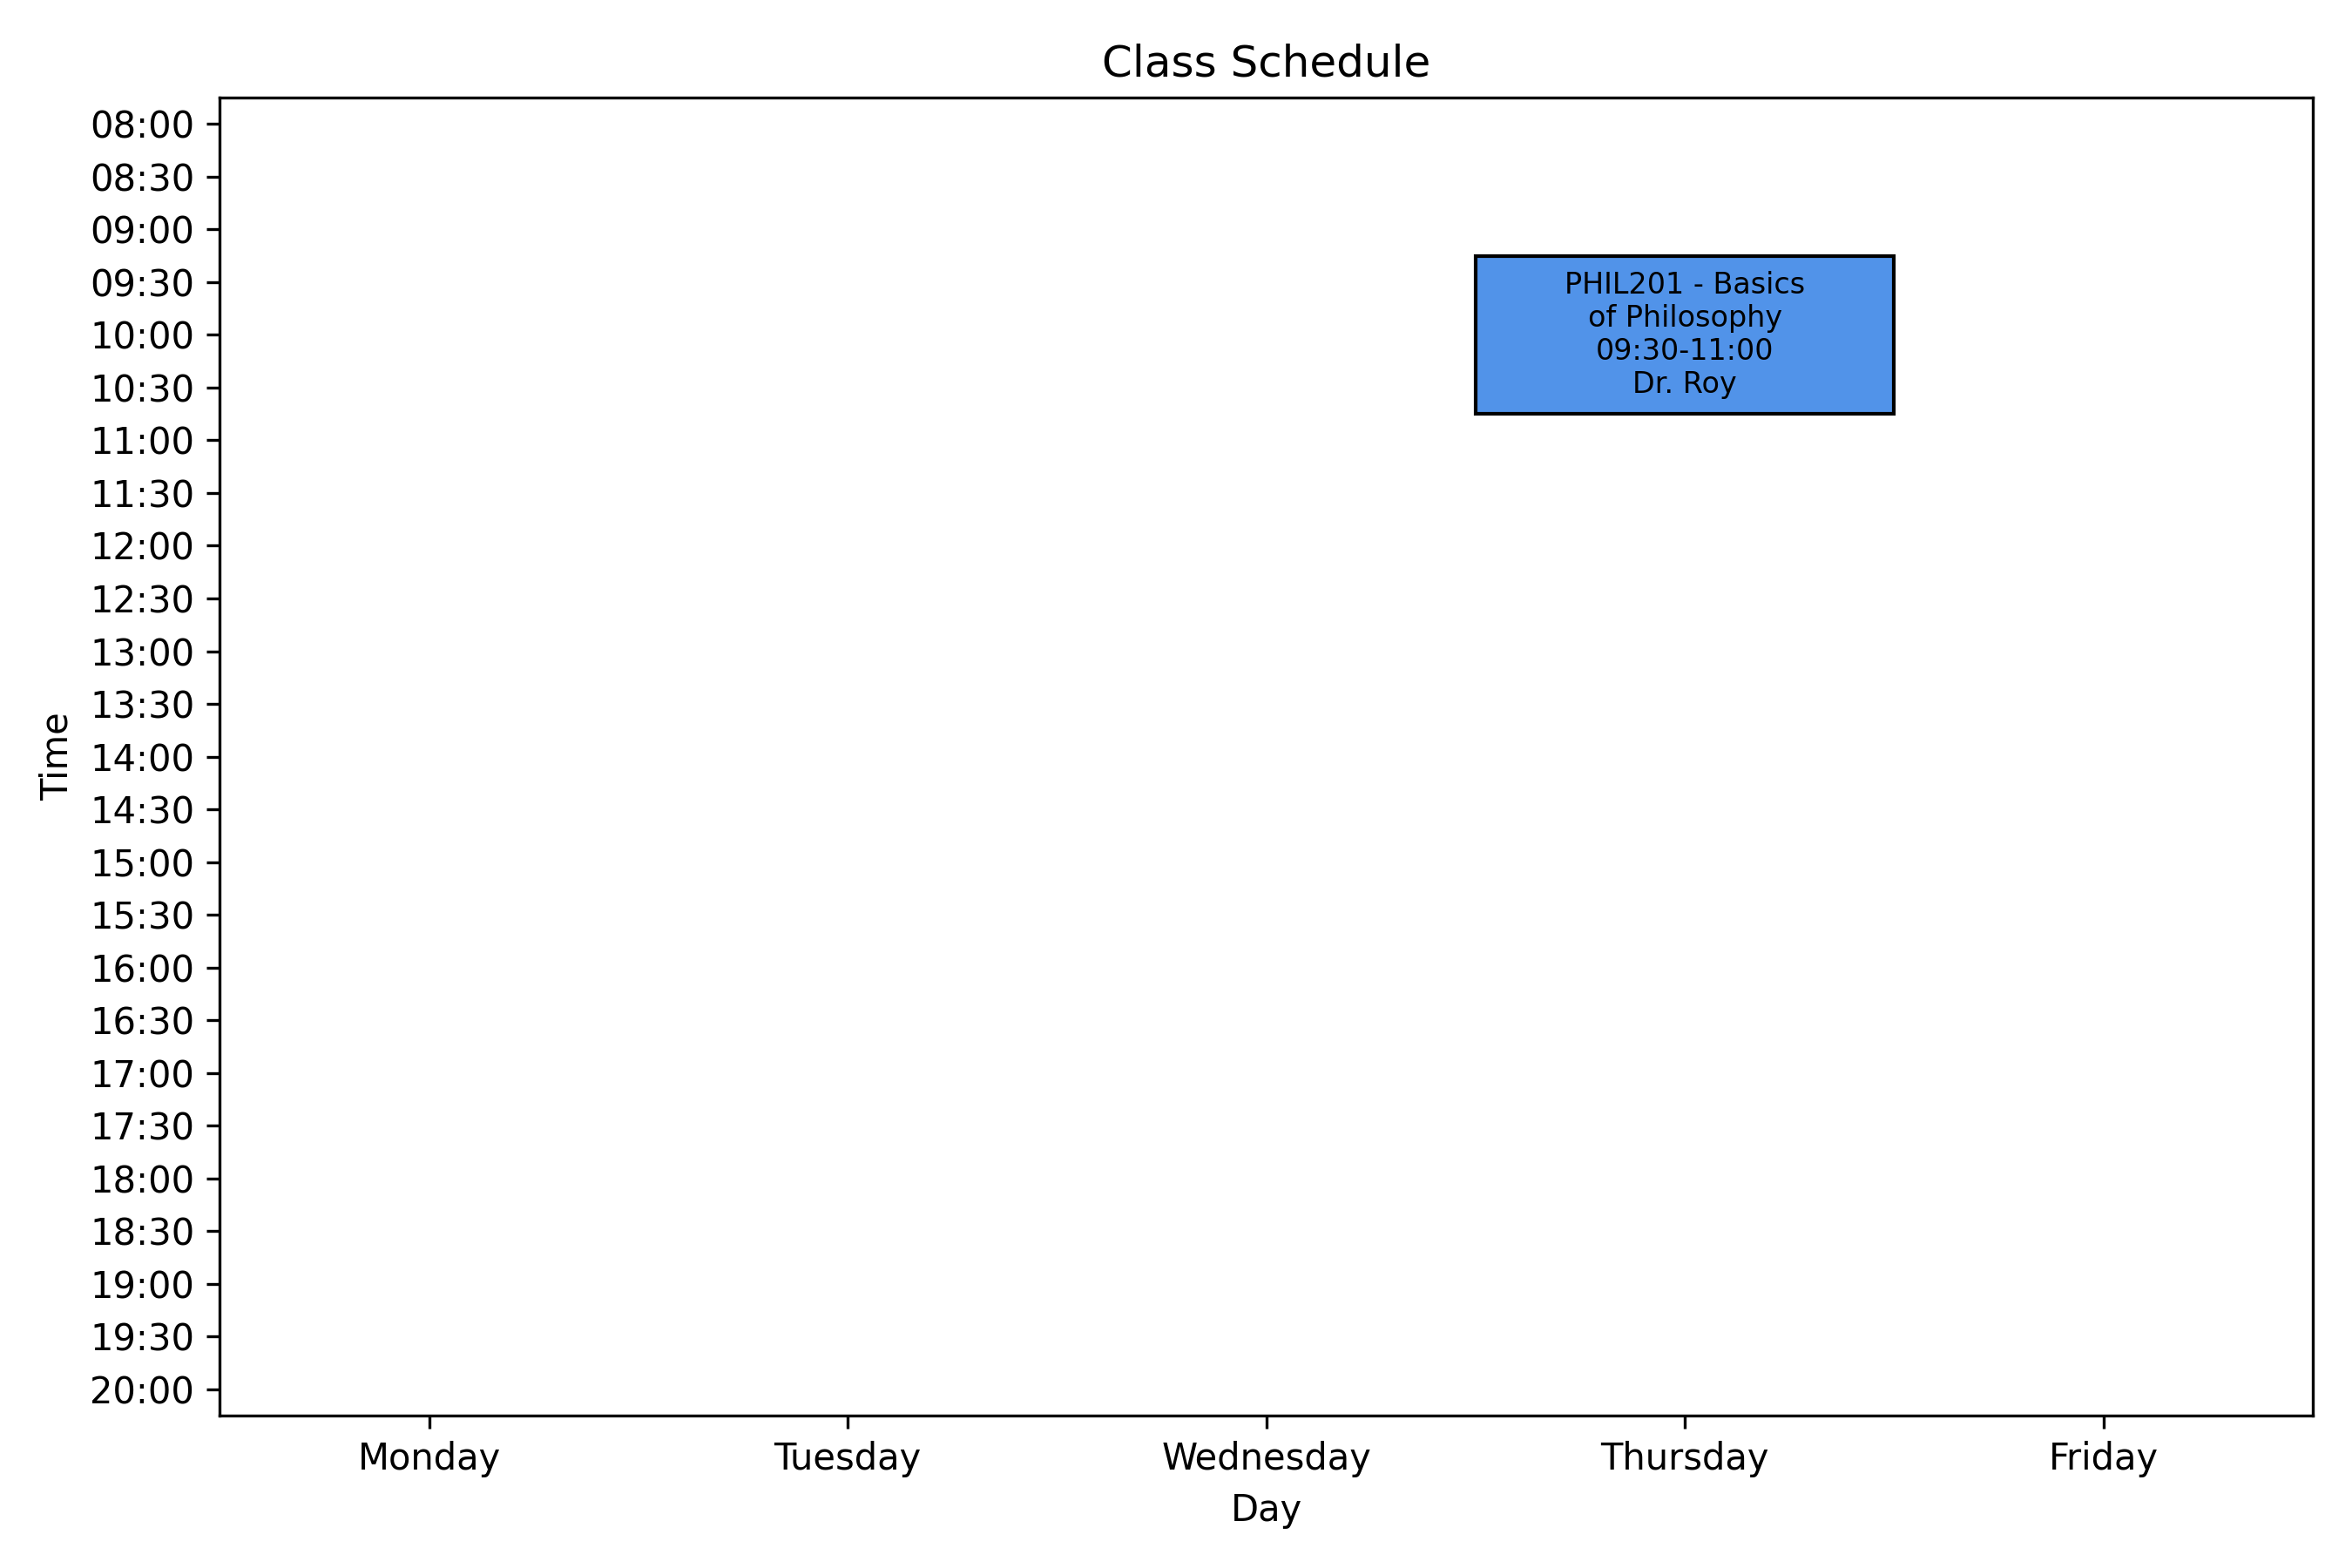 Class Schedule
08:00
08:30
09:00
09:30
10:00
10:30
11:00
11:30
12:00
12:30
13:00
13:30
14:00
14:30
15:00
15:30
16:00
16:30
17:00
17:30
18:00
18:30
19:00
19:30
20:00
Time
PHIL201 - Basics
of Philosophy
09:30-11:00
Dr. Roy
Monday
Tuesday
Wednesday
Thursday
Friday
Day